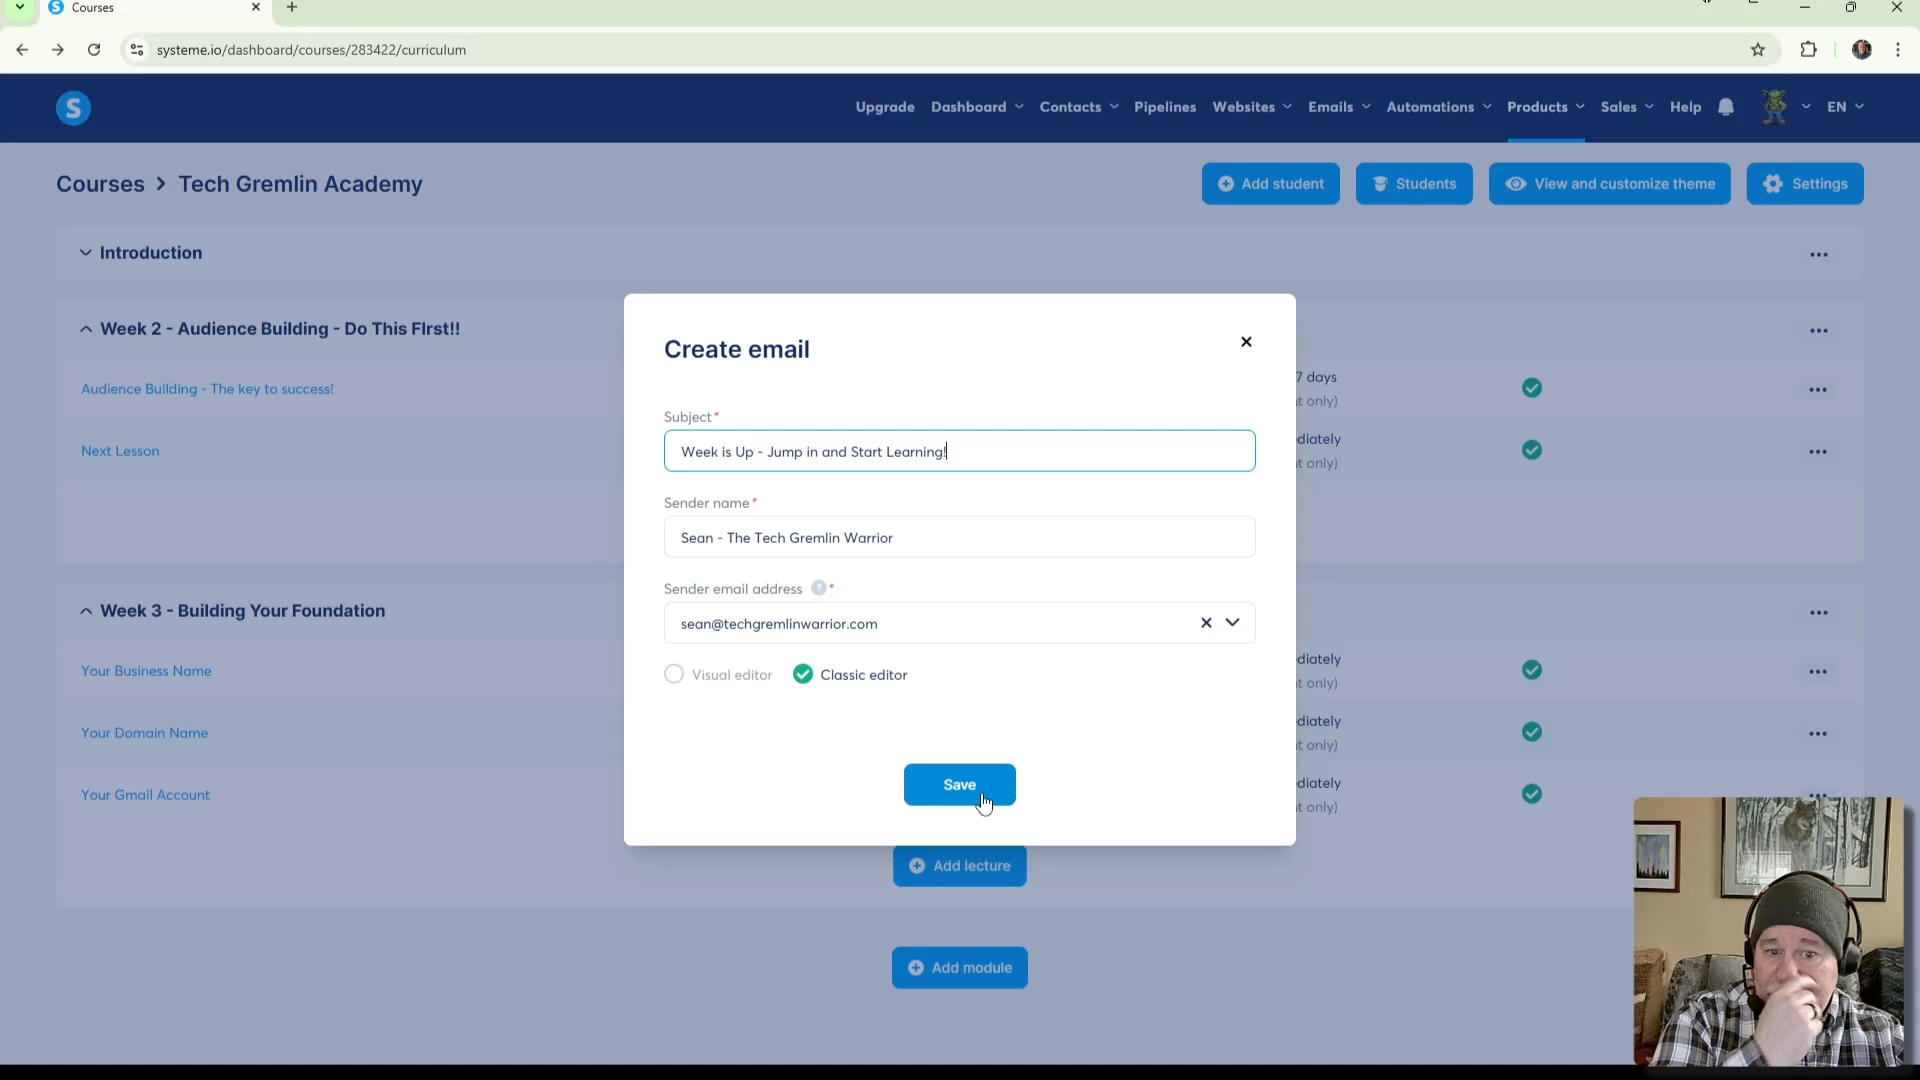 Courses
systeme.io/dashboard/courses/283422/curriculum
S
Upgrade Dashboard Contacts Pipelines Websites Emails Automations Products Sales Help EN
Courses > Tech Gremlin Academy
Add student Students View and customize theme Settings
Introduction
Week 2 - Audience Building - Do This FIrst!!
Audience Building - The key to success!
7 days
t only)
Next Lesson
diately
t only)
Week 3 - Building Your Foundation
Your Business Name
diately
t only)
Your Domain Name
diately
t only)
Your Gmail Account
diately
t only)
Create email
Subject*
Week is Up - Jump in and Start Learning!
Sender name*
Sean - The Tech Gremlin Warrior
Sender email address ?*
sean@techgremlinwarrior.com
Visual editor Classic editor
Save
Add lecture
Add module